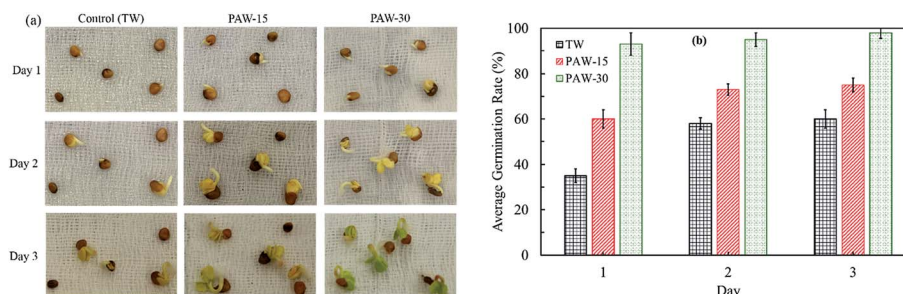 (a)
Control (TW) PAW-15 PAW-30
Day 1
Day 2
Day 3
(b)
TW
PAW-15
PAW-30
Average Germination Rate (%)
100
80
60
40
20
0
1 2 3
Day